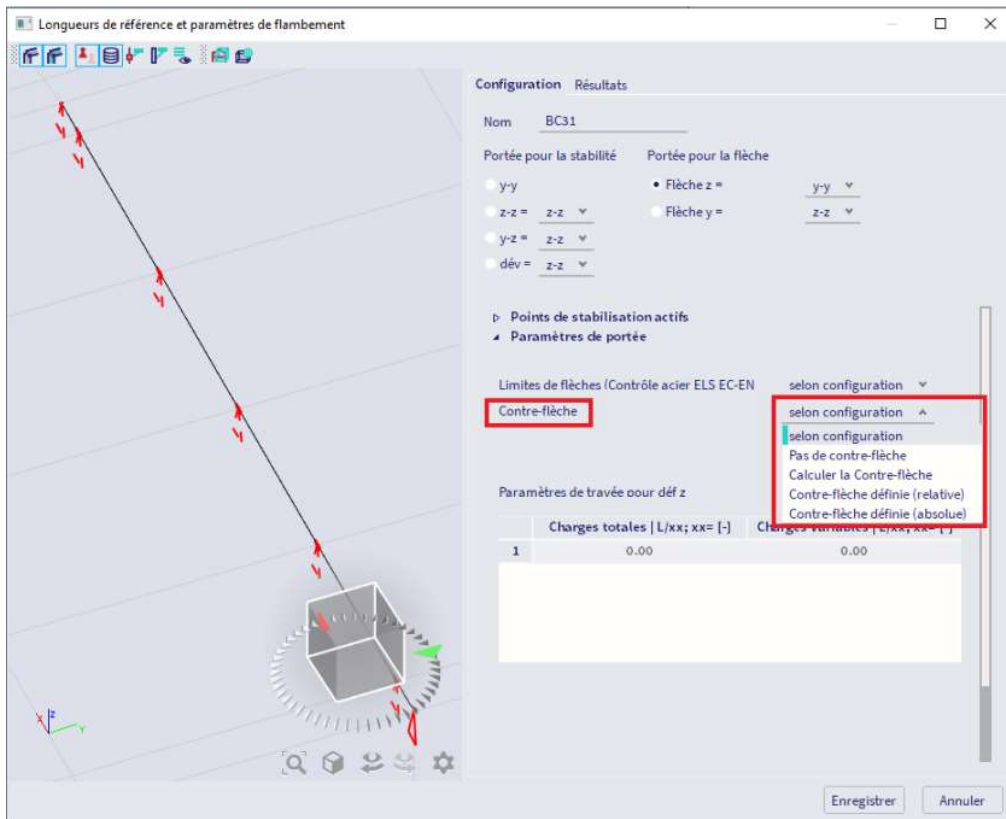 Longueurs de référence et paramètres de flambement
Configuration Résultats
Nom BC31
Portée pour la stabilité Portée pour la flèche
y-y Flèche z = y-y
z-z = z-z Flèche y = z-z
y-z = z-z
dév = z-z
Points de stabilisation actifs
Paramètres de portée
Limites de flèches (Contrôle acier ELS EC-EN selon configuration
Contre-flèche selon configuration
selon configuration
Pas de contre-flèche
Calculer la Contre-flèche
Contre-flèche définie (relative)
Contre-flèche définie (absolue)
Paramètres de travée pour déf z
Charges totales | L/xx; xx= [-] Charges variables | L/xx; xx= [-]
1 0.00 0.00
x z y
Enregistrer Annuler